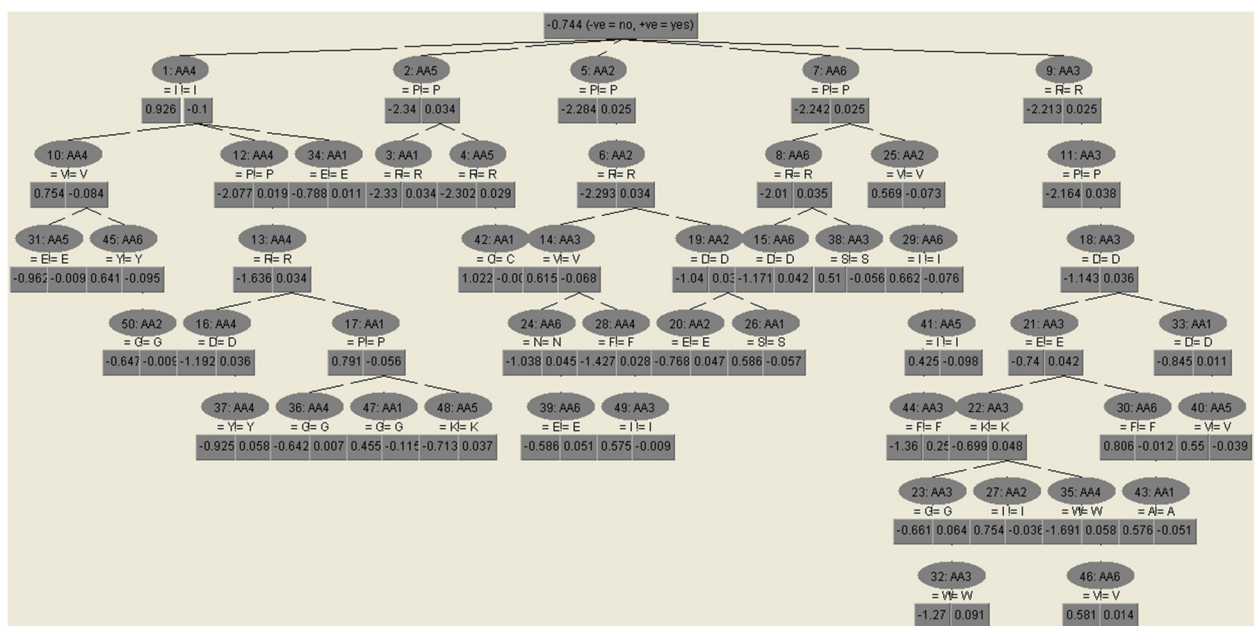 -0.744 (-ve = no, +ve = yes)
1: AA4 2: AA5 5: AA2 7: AA6 9: AA3
= I != I = P != P = P != P = P != P = R != R
0.926 -0.1 -2.34 0.034 -2.284 0.025 -2.242 0.025 -2.213 0.025
10: AA4 12: AA4 34: AA1 3: AA1 4: AA5 6: AA2 8: AA6 25: AA2 11: AA3
= V != V = P != P = E != E = R != R = R != R = R != R = R != R = V != V = P != P
0.754 -0.084 -2.077 0.019 -0.788 0.011 -2.33 0.034 -2.302 0.029 -2.293 0.034 -2.01 0.035 0.569 -0.073 -2.164 0.038
31: AA5 45: AA6 13: AA4 42: AA1 14: AA3 19: AA2 15: AA6 38: AA3 29: AA6 18: AA3
= E != E = Y != Y = R != R = C != C = V != V = D != D = D != D = S != S = I != I = D != D
-0.962 -0.009 0.641 -0.095 -1.636 0.034 1.022 -0.00 0.615 -0.068 -1.04 0.03 -1.171 0.042 0.51 -0.056 0.662 -0.076 -1.143 0.036
50: AA2 16: AA4 17: AA1 24: AA6 28: AA4 20: AA2 26: AA1 41: AA5 21: AA3 33: AA1
= G != G = D != D = P != P = N != N = F != F = E != E = S != S = I != I = E != E = D != D
-0.647 -0.009 -1.192 0.036 0.791 -0.056 -1.038 0.045 -1.427 0.028 -0.768 0.047 0.586 -0.057 0.425 -0.098 -0.74 0.042 -0.845 0.011
37: AA4 36: AA4 47: AA1 48: AA5 39: AA6 49: AA3 44: AA3 22: AA3 30: AA6 40: AA5
= Y != Y = G != G = G != G = K != K = E != E = I != I = F != F = K != K = F != F = V != V
-0.925 0.058 -0.642 0.007 0.455 -0.115 -0.713 0.037 -0.586 0.051 0.575 -0.009 -1.36 0.25 -0.699 0.048 0.806 -0.012 0.55 -0.039
23: AA3 27: AA2 35: AA4 43: AA1
= G != G = I != I = W != W = A != A
-0.661 0.064 0.754 -0.036 -1.691 0.058 0.576 -0.051
32: AA3 46: AA6
= W != W = V != V
-1.27 0.091 0.581 0.014